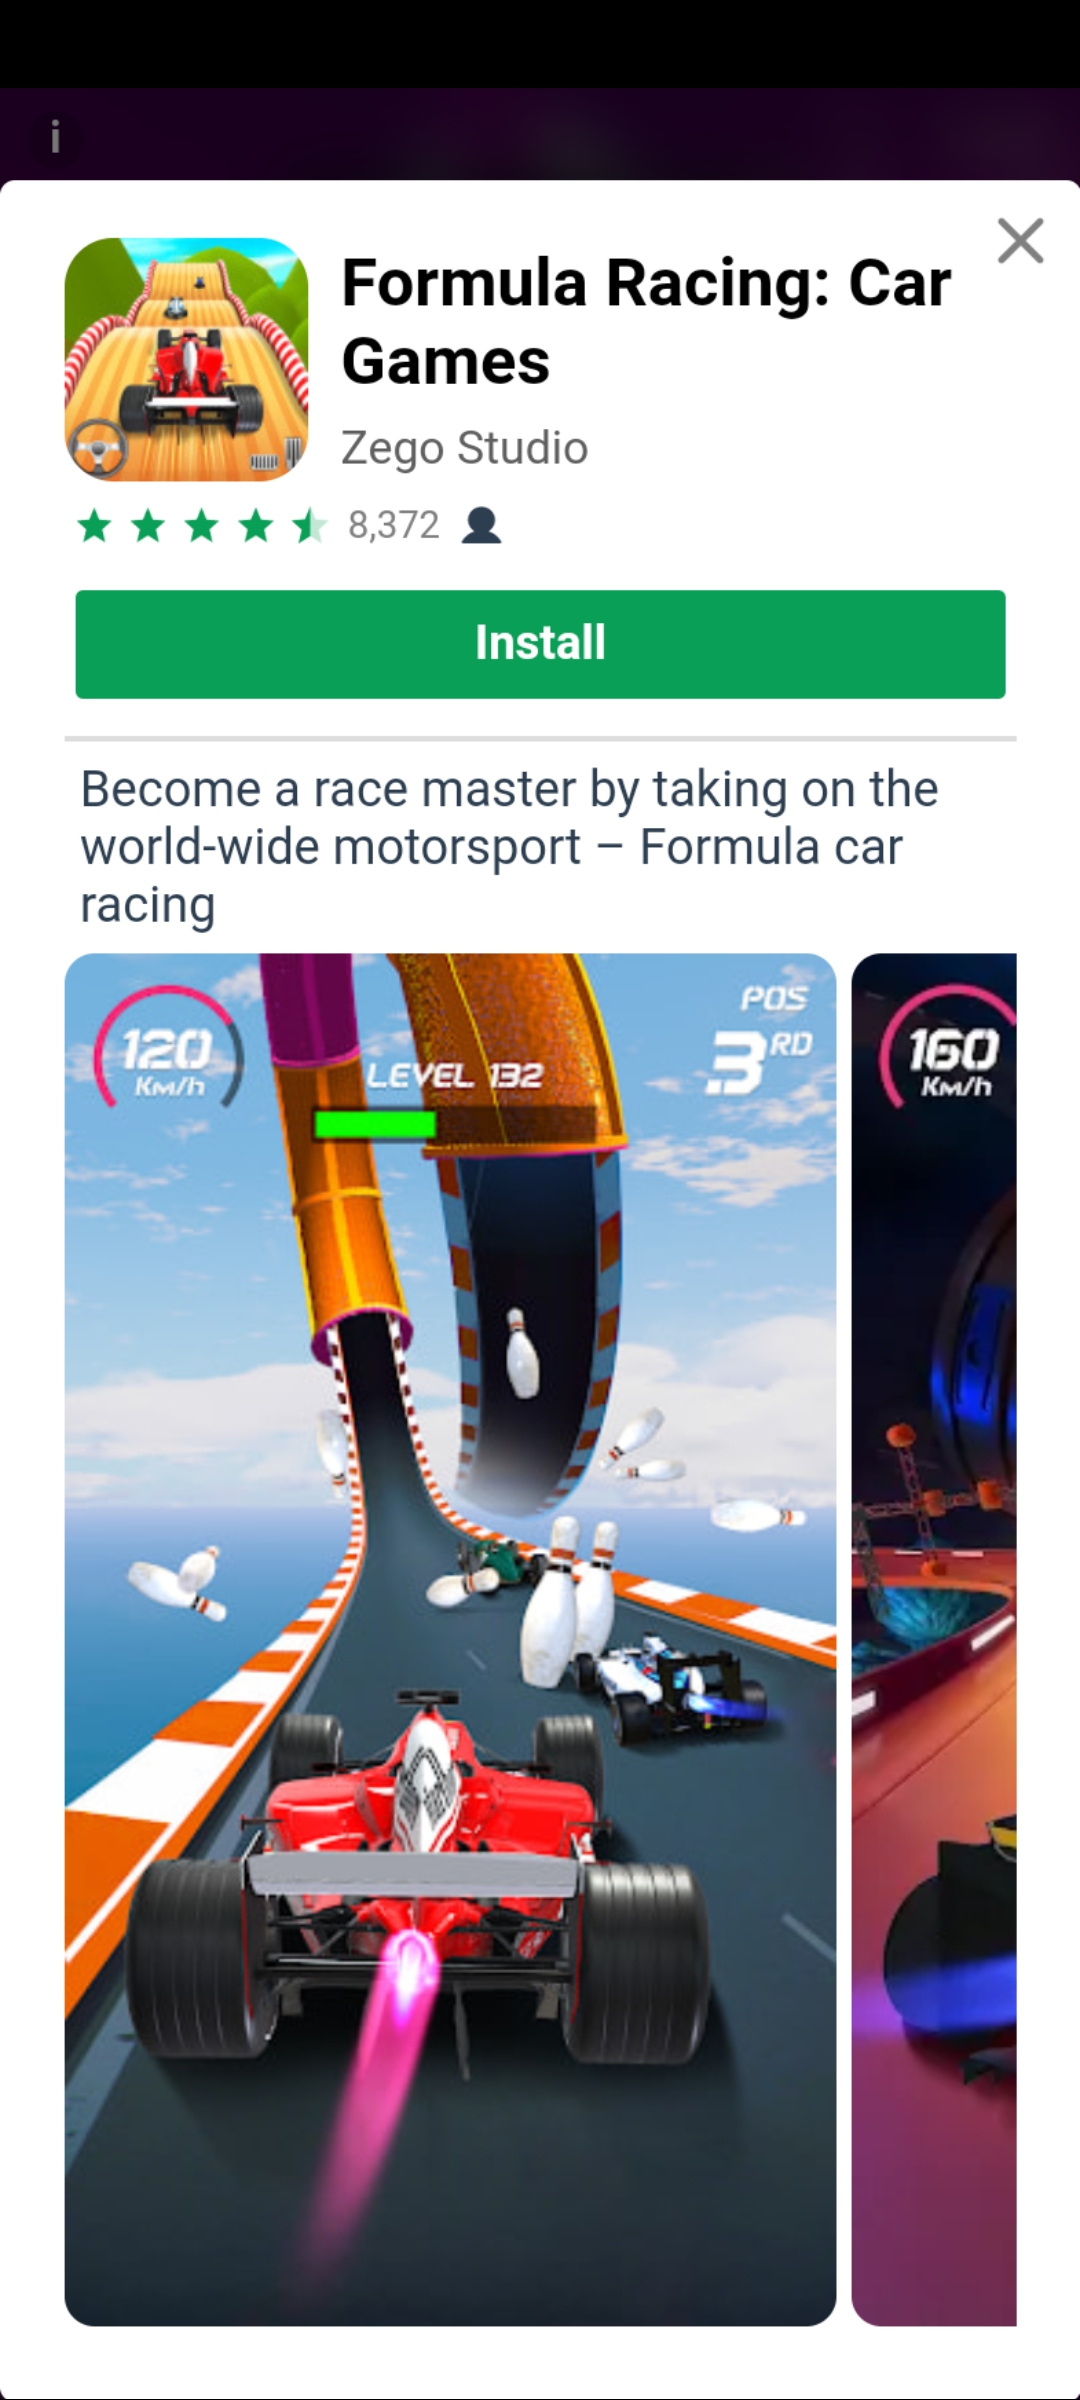 i
Formula Racing: Car
Games
Zego Studio
8,372
Install
Become a race master by taking on the
world-wide motorsport – Formula car
racing
120
Km/h
LEVEL 132
POS
3RD
160
Km/h